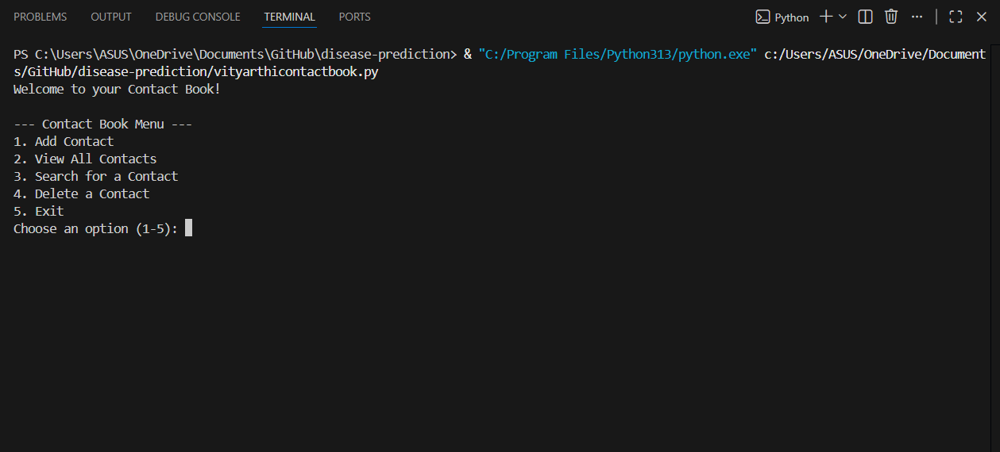 PROBLEMS OUTPUT DEBUG CONSOLE TERMINAL PORTS Python
PS C:\Users\ASUS\OneDrive\Documents\GitHub\disease-prediction> & "C:/Program Files/Python313/python.exe" c:/Users/ASUS/OneDrive/Document
s/GitHub/disease-prediction/vityarthicontactbook.py
Welcome to your Contact Book!
--- Contact Book Menu ---
1. Add Contact
2. View All Contacts
3. Search for a Contact
4. Delete a Contact
5. Exit
Choose an option (1-5):